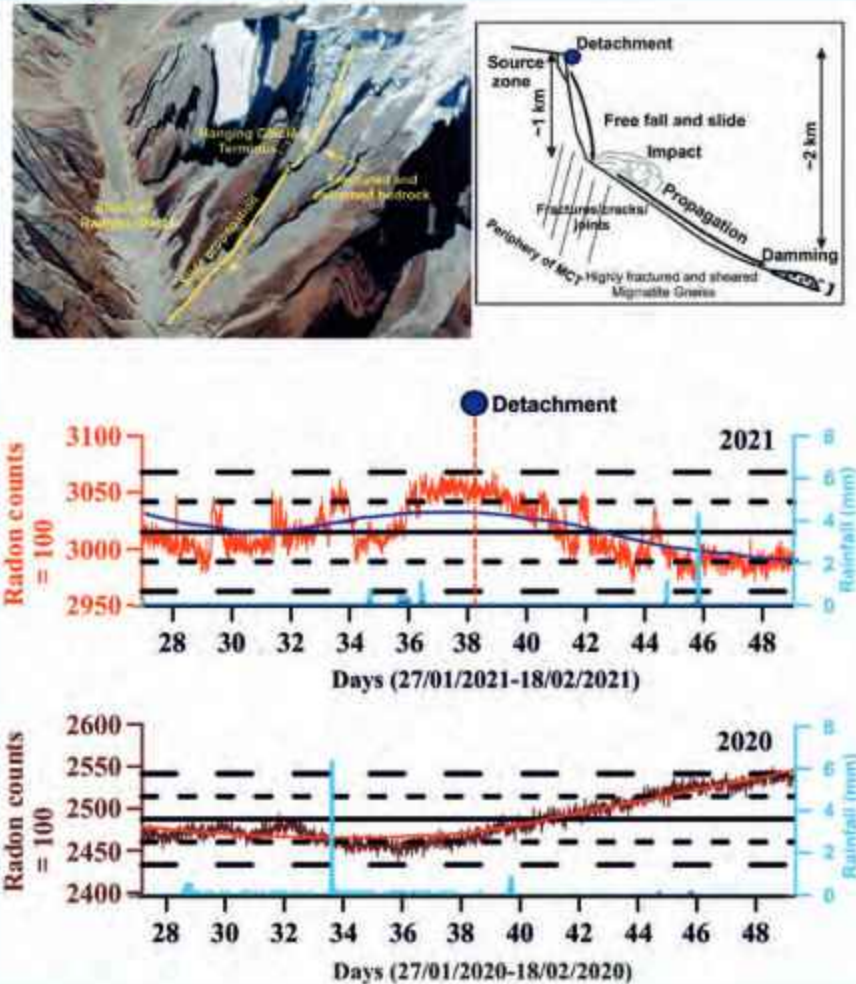 Hanging Glacier
Terminus
Fractured and
deformed bedrock
Slide propagation
Detachment
Source
zone
~1 km
~2 km
Free fall and slide
Impact
Propagation
Fractures/cracks/
joints
Damming
Periphery of MCT
Highly fractured and sheared
Migmatite Gneiss
Detachment
2021
Radon counts
= 100
3100
3050
3000
2950
8
6
4
2
0
Rainfall (mm)
28 30 32 34 36 38 40 42 44 46 48
Days (27/01/2021-18/02/2021)
2020
Radon counts
= 100
2600
2550
2500
2450
2400
8
6
4
2
0
Rainfall (mm)
28 30 32 34 36 38 40 42 44 46 48
Days (27/01/2020-18/02/2020)